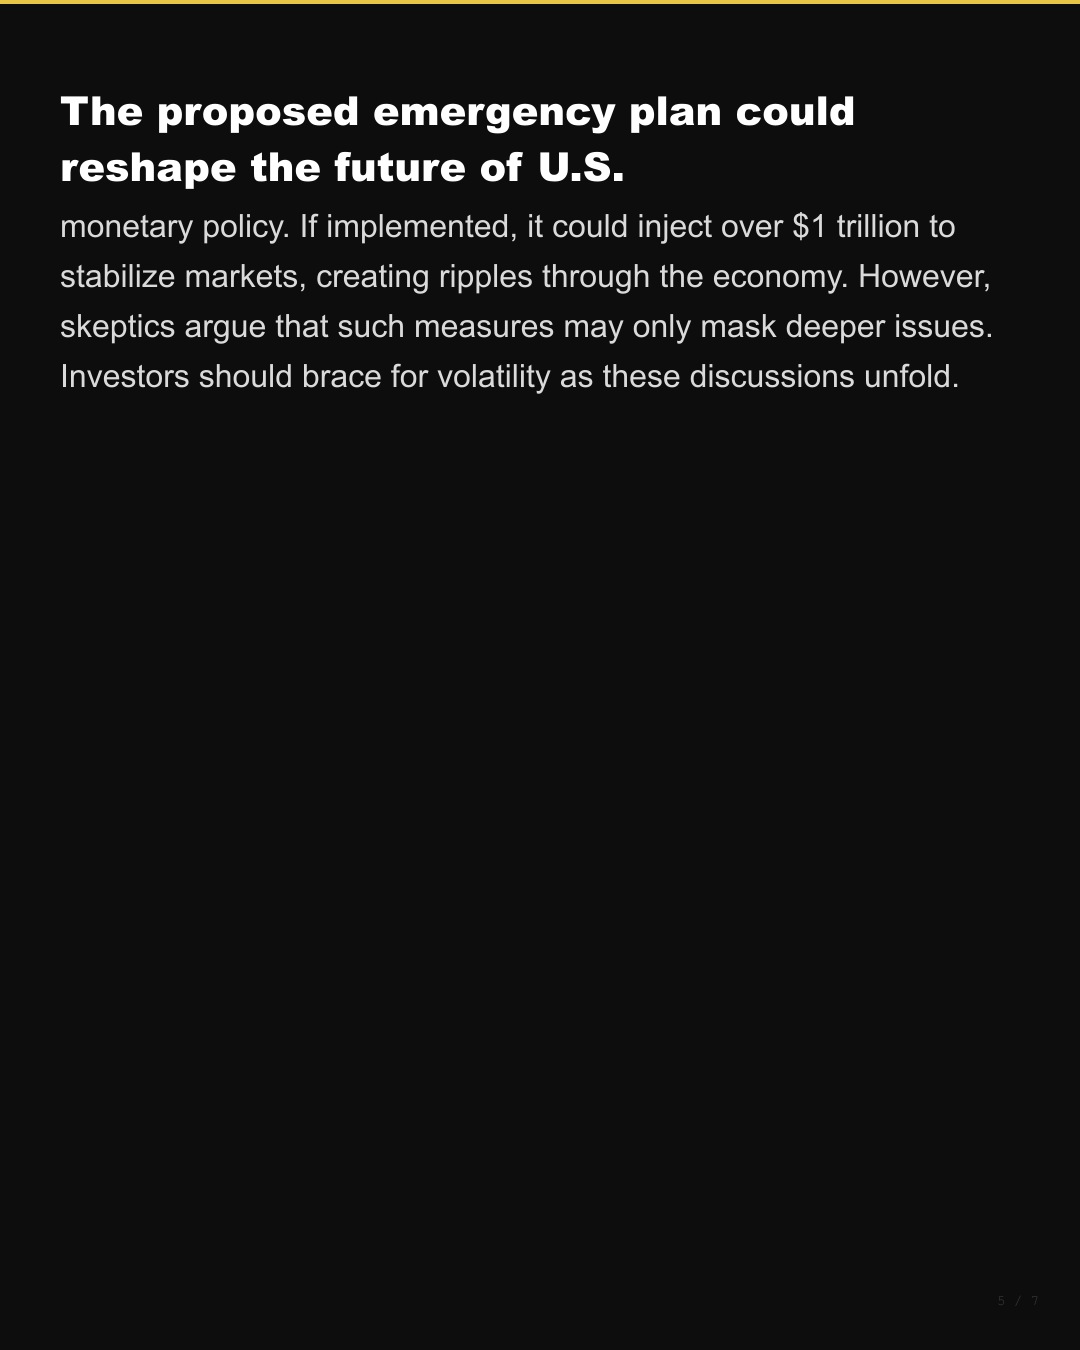 The proposed emergency plan could
reshape the future of U.S.
monetary policy. If implemented, it could inject over $1 trillion to
stabilize markets, creating ripples through the economy. However,
skeptics argue that such measures may only mask deeper issues.
Investors should brace for volatility as these discussions unfold.
5 / 7